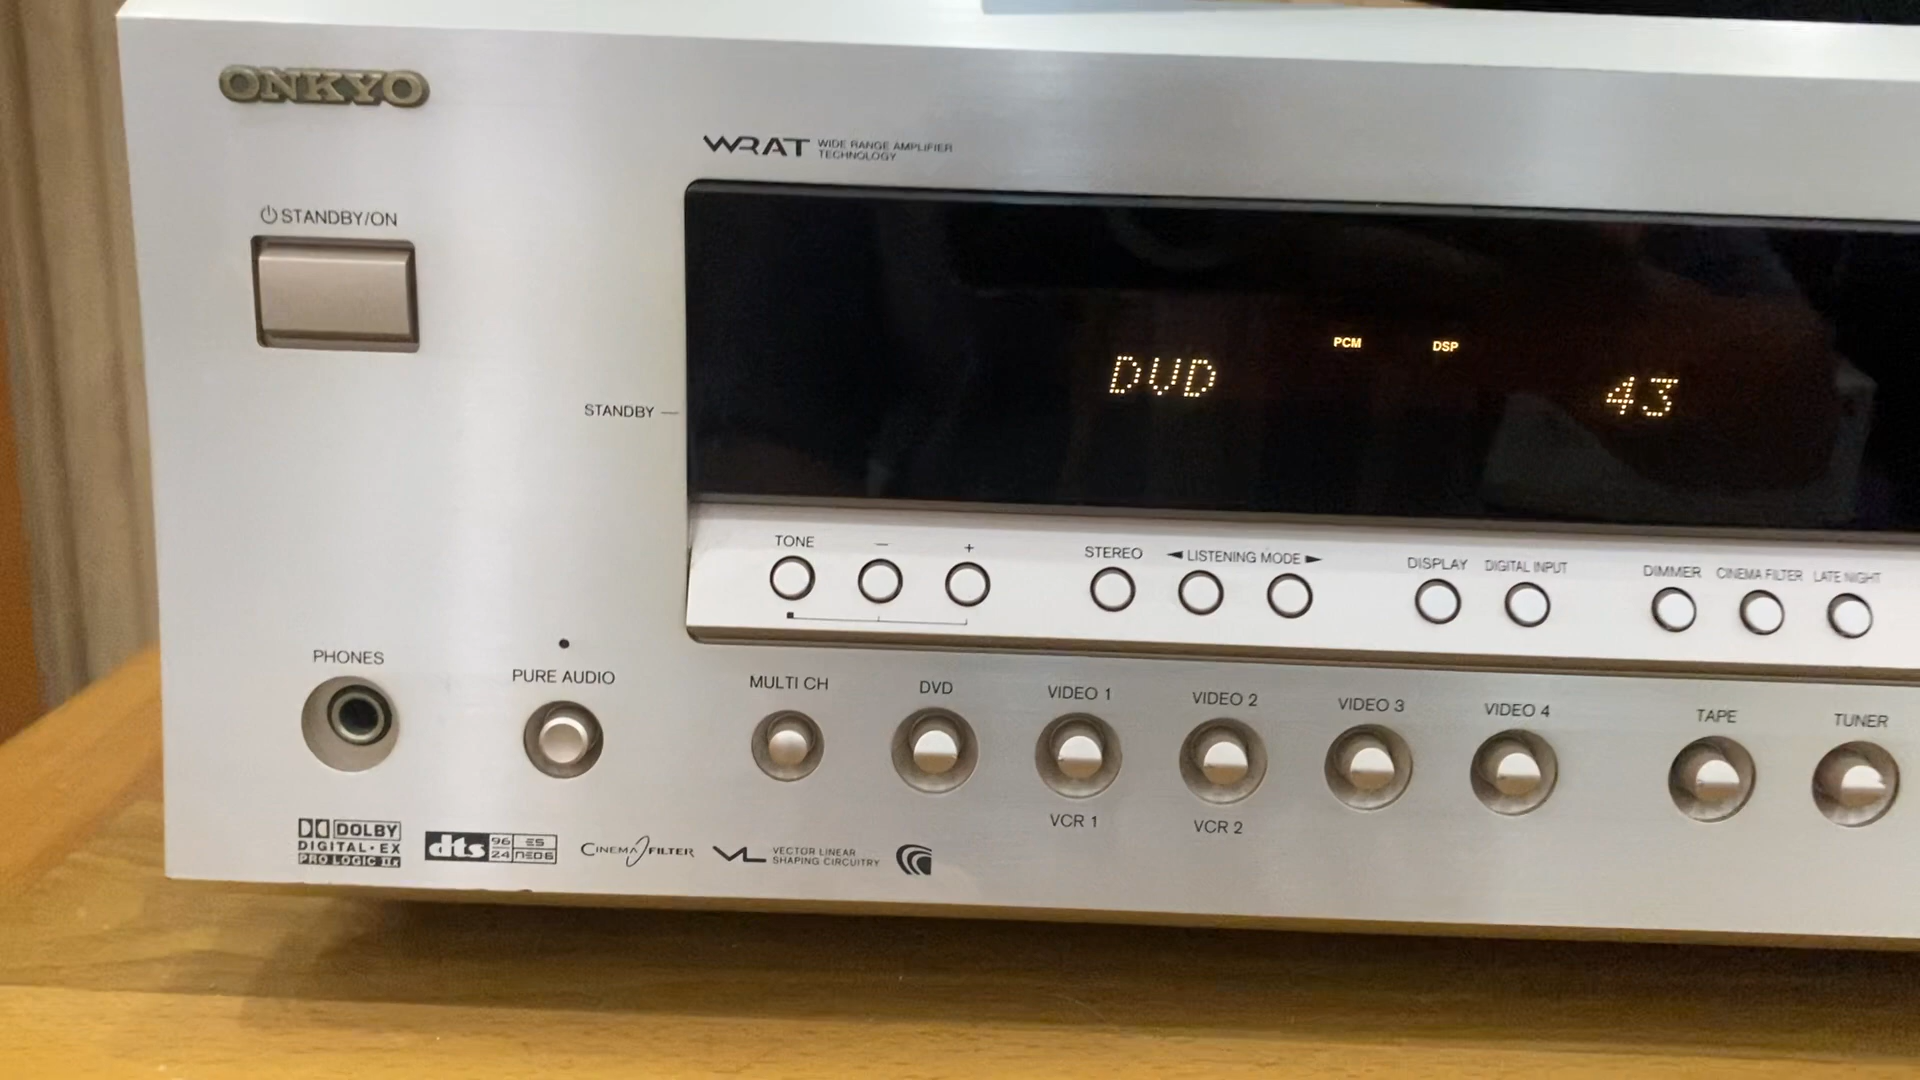 ONKYO
WRAT WIDE RANGE AMPLIFIER
TECHNOLOGY
STANDBY/ON
PCM DSP
DVD 43
STANDBY
TONE – + STEREO ◄ LISTENING MODE ► DISPLAY DIGITAL INPUT DIMMER CINEMA FILTER LATE NIGHT
PHONES PURE AUDIO MULTI CH DVD VIDEO 1 VIDEO 2 VIDEO 3 VIDEO 4 TAPE TUNER
VCR 1 VCR 2
DOLBY
DIGITAL·EX
PRO LOGIC IIx
dts 96 ES
24 NEO6
CINEMA FILTER
VL VECTOR LINEAR
SHAPING CIRCUITRY